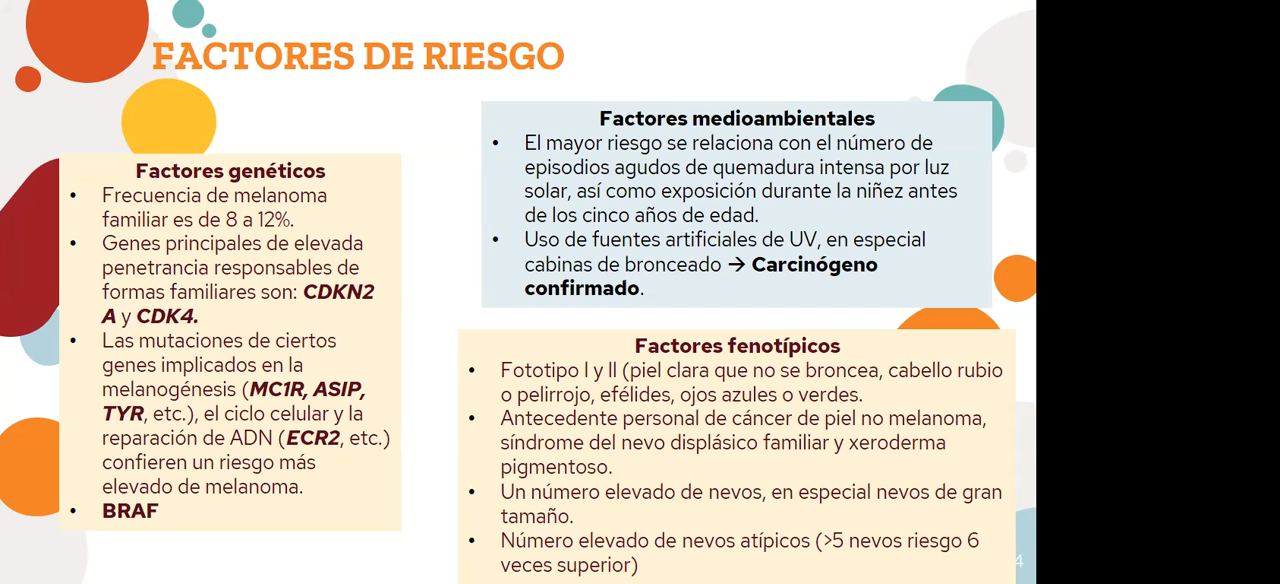 FACTORES DE RIESGO
Factores genéticos
• Frecuencia de melanoma
familiar es de 8 a 12%.
• Genes principales de elevada
penetrancia responsables de
formas familiares son: CDKN2
A y CDK4.
• Las mutaciones de ciertos
genes implicados en la
melanogénesis (MC1R, ASIP,
TYR, etc.), el ciclo celular y la
reparación de ADN (ECR2, etc.)
confieren un riesgo más
elevado de melanoma.
• BRAF
Factores medioambientales
• El mayor riesgo se relaciona con el número de
episodios agudos de quemadura intensa por luz
solar, así como exposición durante la niñez antes
de los cinco años de edad.
• Uso de fuentes artificiales de UV, en especial
cabinas de bronceado → Carcinógeno
confirmado.
Factores fenotípicos
• Fototipo I y II (piel clara que no se broncea, cabello rubio
o pelirrojo, efélides, ojos azules o verdes.
• Antecedente personal de cáncer de piel no melanoma,
síndrome del nevo displásico familiar y xeroderma
pigmentoso.
• Un número elevado de nevos, en especial nevos de gran
tamaño.
• Número elevado de nevos atípicos (>5 nevos riesgo 6
veces superior)
4